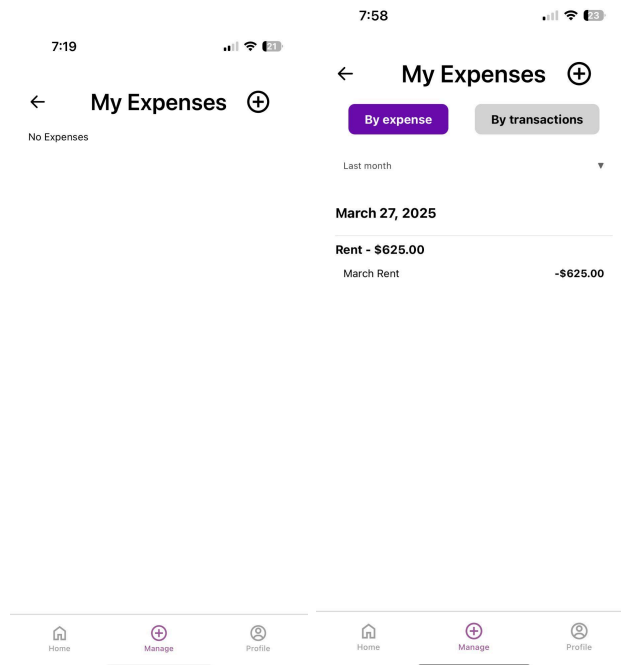 7:19
21
My Expenses
No Expenses
Home Manage Profile
7:58
23
My Expenses
By expense By transactions
Last month ▼
March 27, 2025
Rent - $625.00
March Rent -$625.00
Home Manage Profile